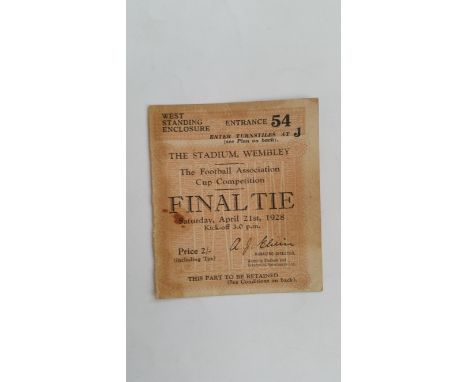 WEST
STANDING
ENCLOSURE
ENTRANCE 54
ENTER TURNSTILES AT J
(see Plan on back).
THE STADIUM, WEMBLEY
The Football Association
Cup Competition
FINAL TIE
Saturday, April 21st, 1928
Kick-off 3.0 p.m.
Price 2/-
(including Tax)
MANAGING DIRECTOR
THIS PART TO BE RETAINED
(See Conditions on back).